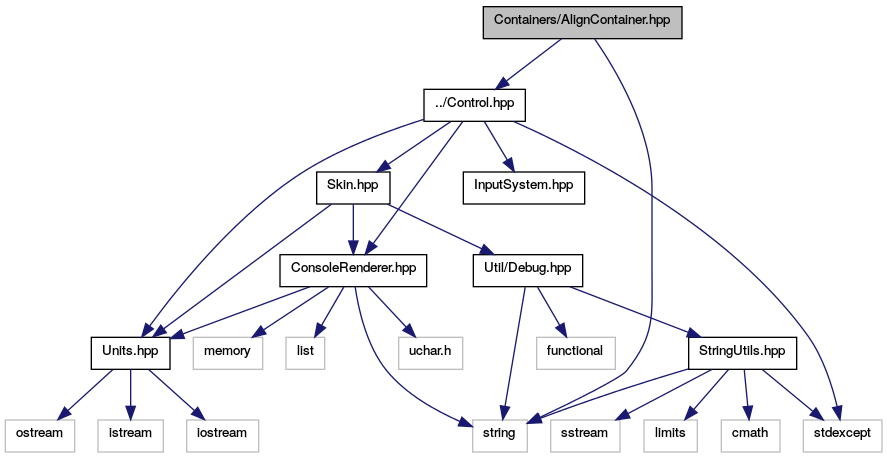 Containers/AlignContainer.hpp
../Control.hpp
Skin.hpp
InputSystem.hpp
ConsoleRenderer.hpp
Util/Debug.hpp
Units.hpp
memory
list
uchar.h
functional
StringUtils.hpp
ostream
istream
iostream
string
sstream
limits
cmath
stdexcept